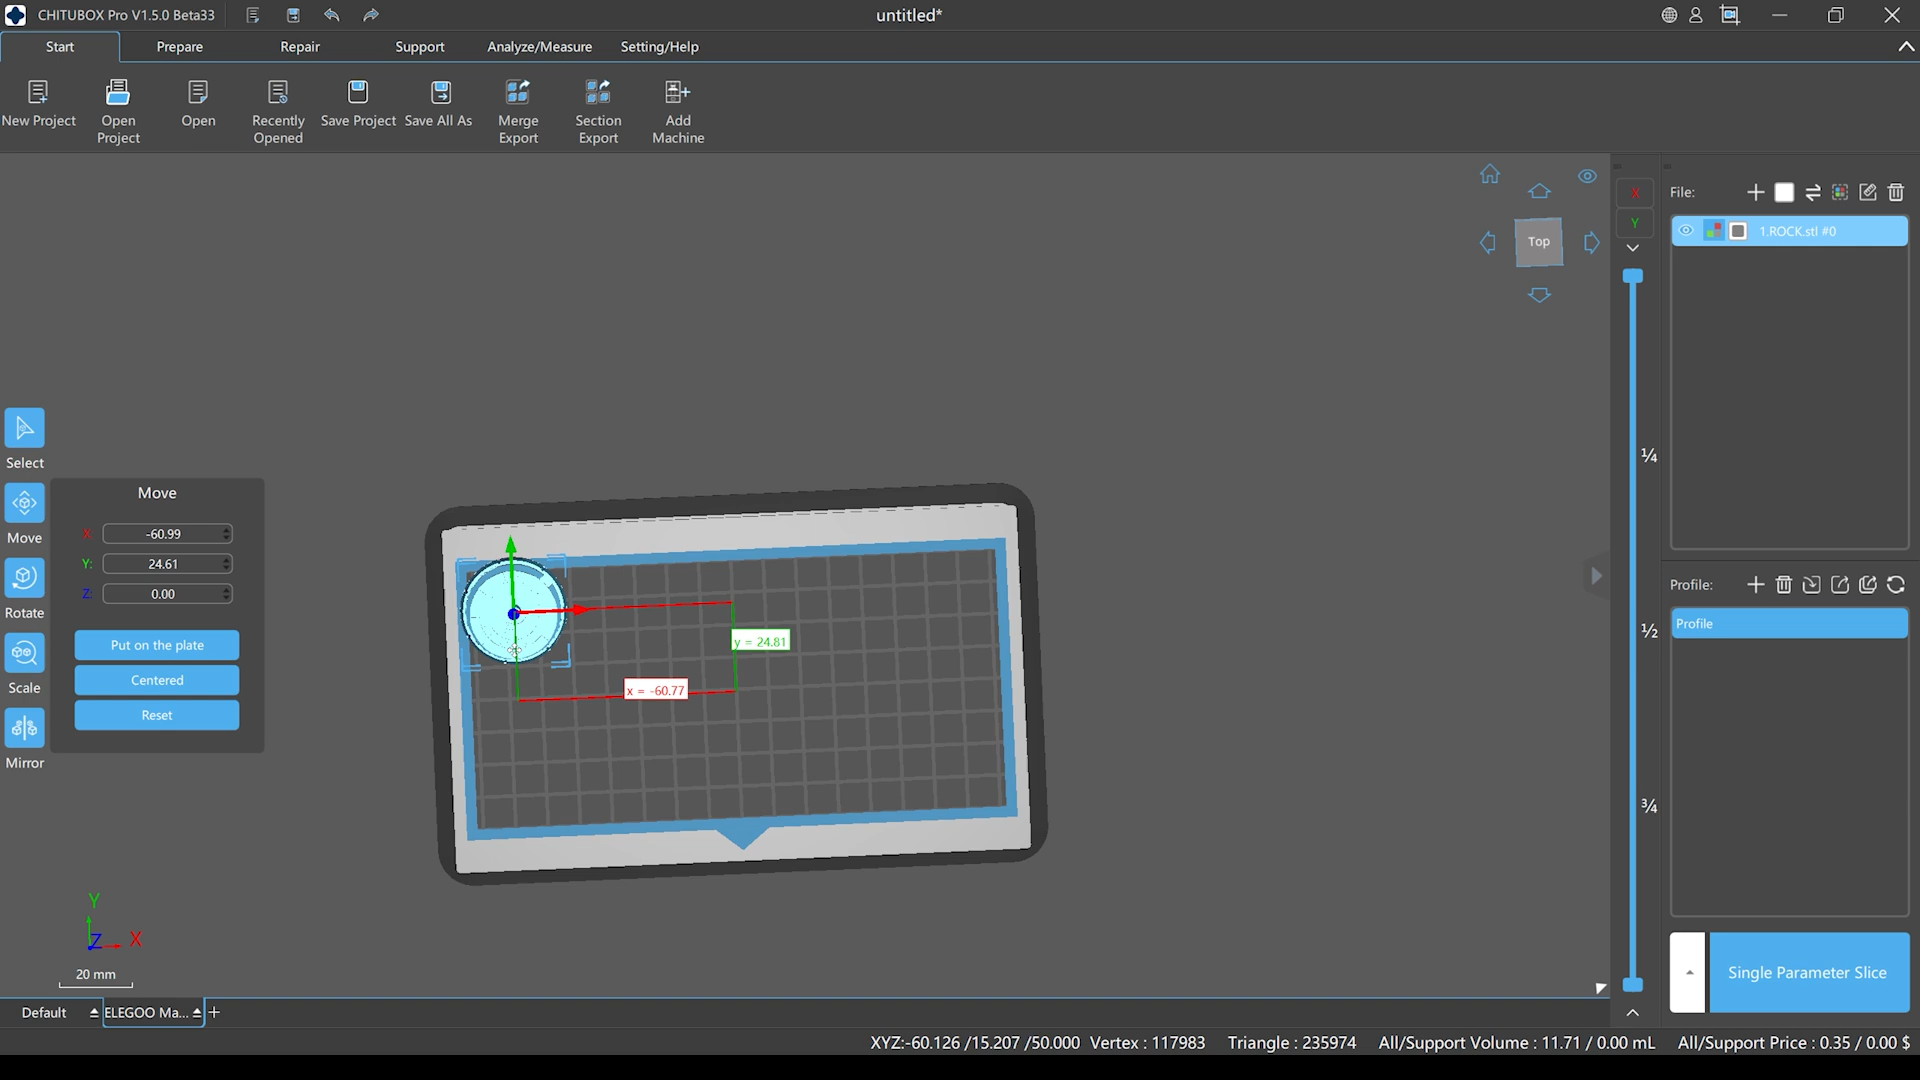 CHITUBOX Pro V1.5.0 Beta33
untitled*
Start
Prepare
Repair
Support
Analyze/Measure
Setting/Help
New Project
Open Project
Open
Recently Opened
Save Project
Save All As
Merge Export
Section Export
Add Machine
Top
X
Y
File:
1.ROCK.stl #0
Select
Move
Rotate
Scale
Mirror
Move
X: -60.99
Y: 24.61
Z: 0.00
Put on the plate
Centered
Reset
y = 24.81
x = -60.77
¼
½
¾
Profile:
Profile
Y
Z
X
20 mm
Single Parameter Slice
Default
ELEGOO Ma...
XYZ:-60.126 /15.207 /50.000 Vertex : 117983 Triangle : 235974 All/Support Volume : 11.71 / 0.00 mL All/Support Price : 0.35 / 0.00 $